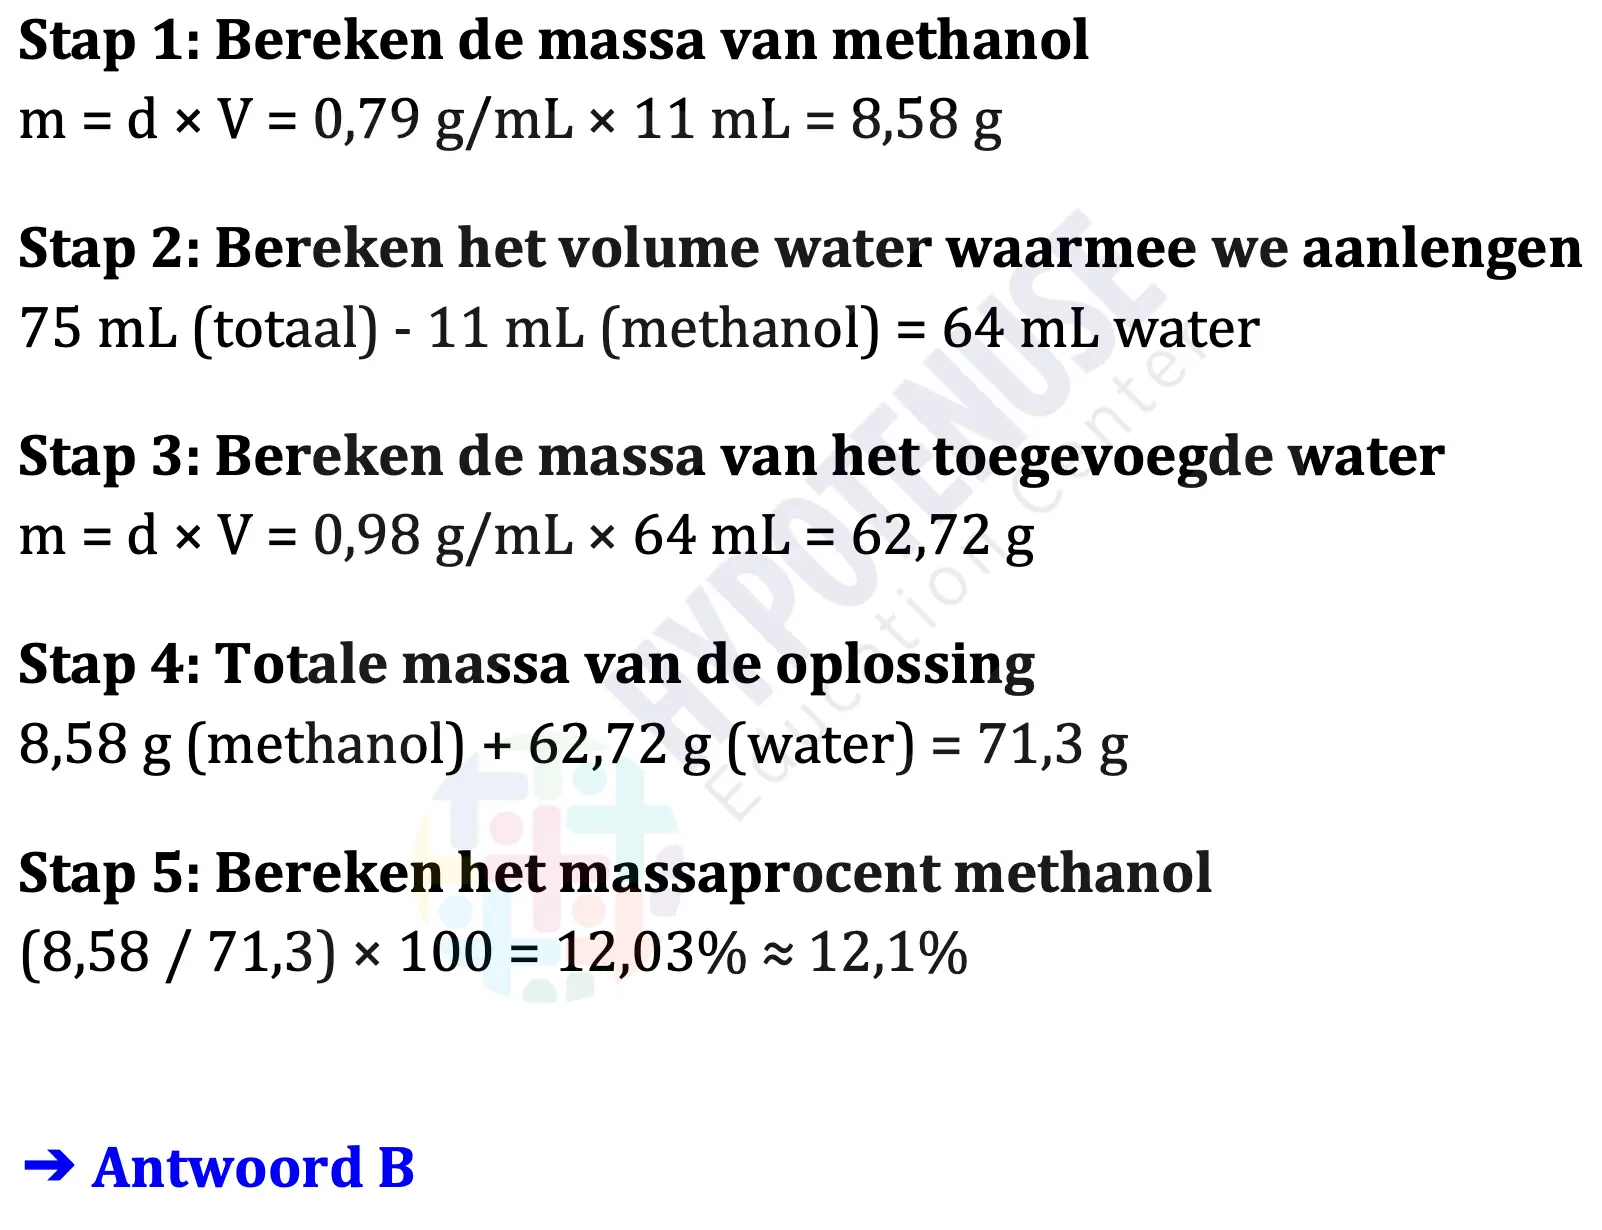 Stap 1: Bereken de massa van methanol
m = d × V = 0,79 g/mL × 11 mL = 8,58 g
Stap 2: Bereken het volume water waarmee we aanlengen
75 mL (totaal) - 11 mL (methanol) = 64 mL water
Stap 3: Bereken de massa van het toegevoegde water
m = d × V = 0,98 g/mL × 64 mL = 62,72 g
Stap 4: Totale massa van de oplossing
8,58 g (methanol) + 62,72 g (water) = 71,3 g
Stap 5: Bereken het massaprocent methanol
(8,58 / 71,3) × 100 = 12,03% ≈ 12,1%
➔ Antwoord B
HYPOTENUSE
Education Center